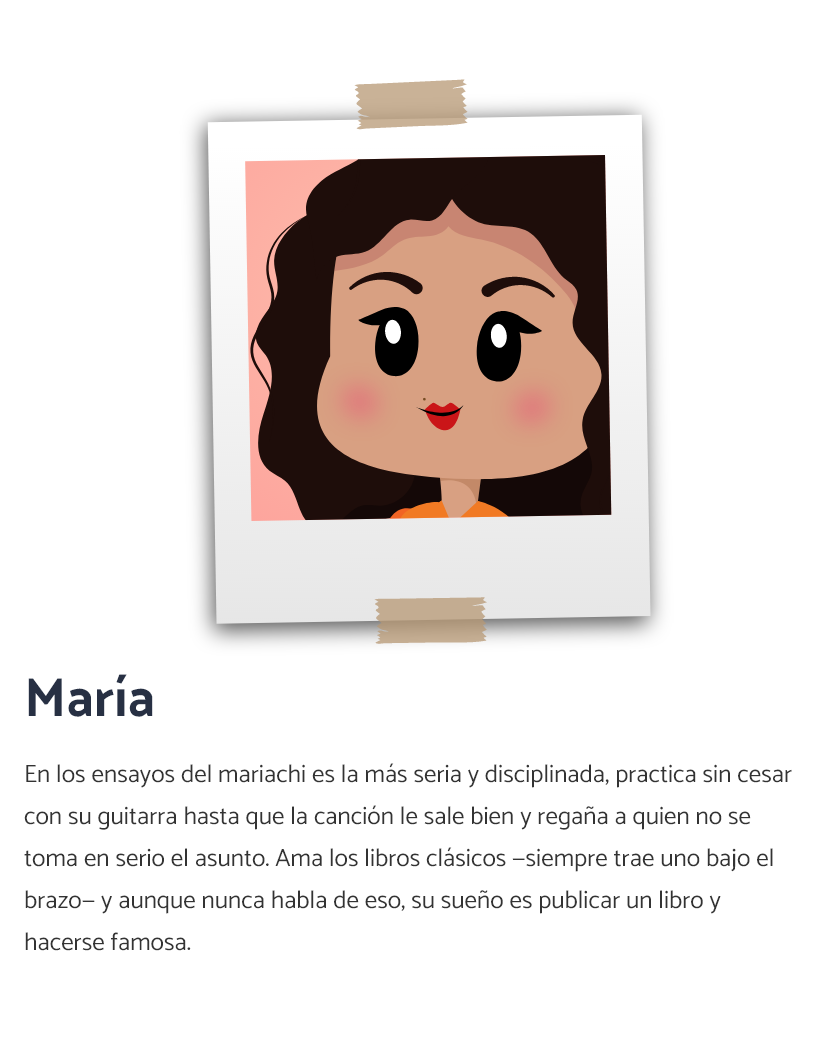 María
En los ensayos del mariachi es la más seria y disciplinada, practica sin cesar
con su guitarra hasta que la canción le sale bien y regaña a quien no se
toma en serio el asunto. Ama los libros clásicos —siempre trae uno bajo el
brazo— y aunque nunca habla de eso, su sueño es publicar un libro y
hacerse famosa.